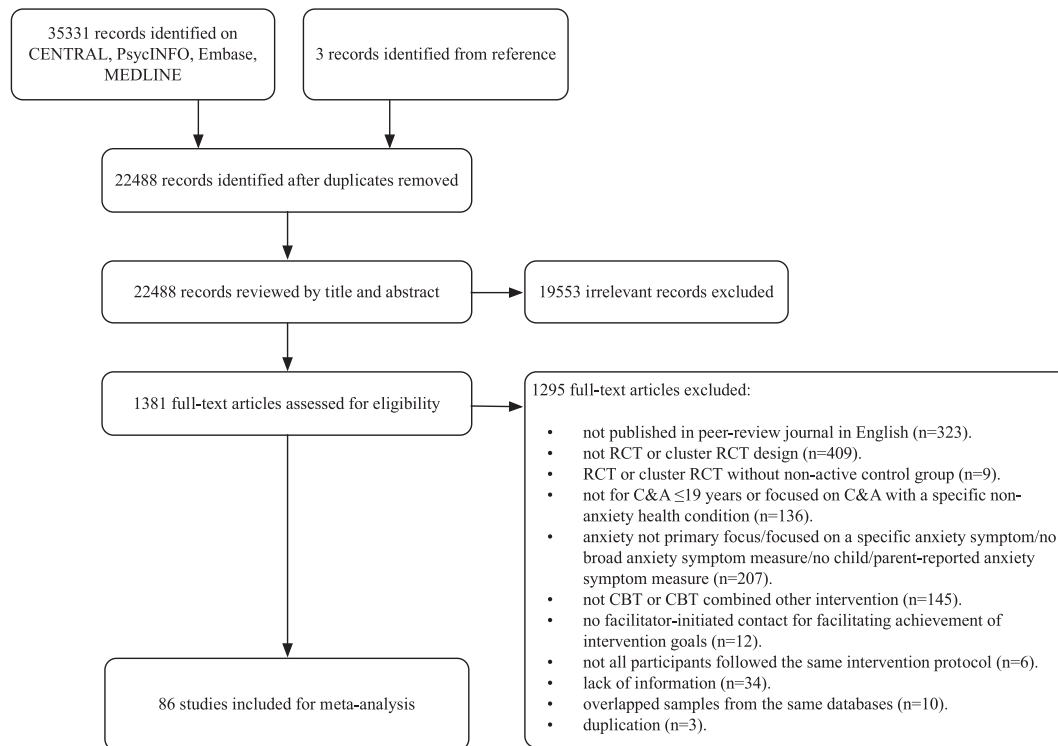 35331 records identified on
CENTRAL, PsycINFO, Embase,
MEDLINE
3 records identified from reference
22488 records identified after duplicates removed
22488 records reviewed by title and abstract
19553 irrelevant records excluded
1381 full-text articles assessed for eligibility
1295 full-text articles excluded:
• not published in peer-review journal in English (n=323).
• not RCT or cluster RCT design (n=409).
• RCT or cluster RCT without non-active control group (n=9).
• not for C&A ≤19 years or focused on C&A with a specific non-
anxiety health condition (n=136).
• anxiety not primary focus/focused on a specific anxiety symptom/no
broad anxiety symptom measure/no child/parent-reported anxiety
symptom measure (n=207).
• not CBT or CBT combined other intervention (n=145).
• no facilitator-initiated contact for facilitating achievement of
intervention goals (n=12).
• not all participants followed the same intervention protocol (n=6).
• lack of information (n=34).
• overlapped samples from the same databases (n=10).
• duplication (n=3).
86 studies included for meta-analysis